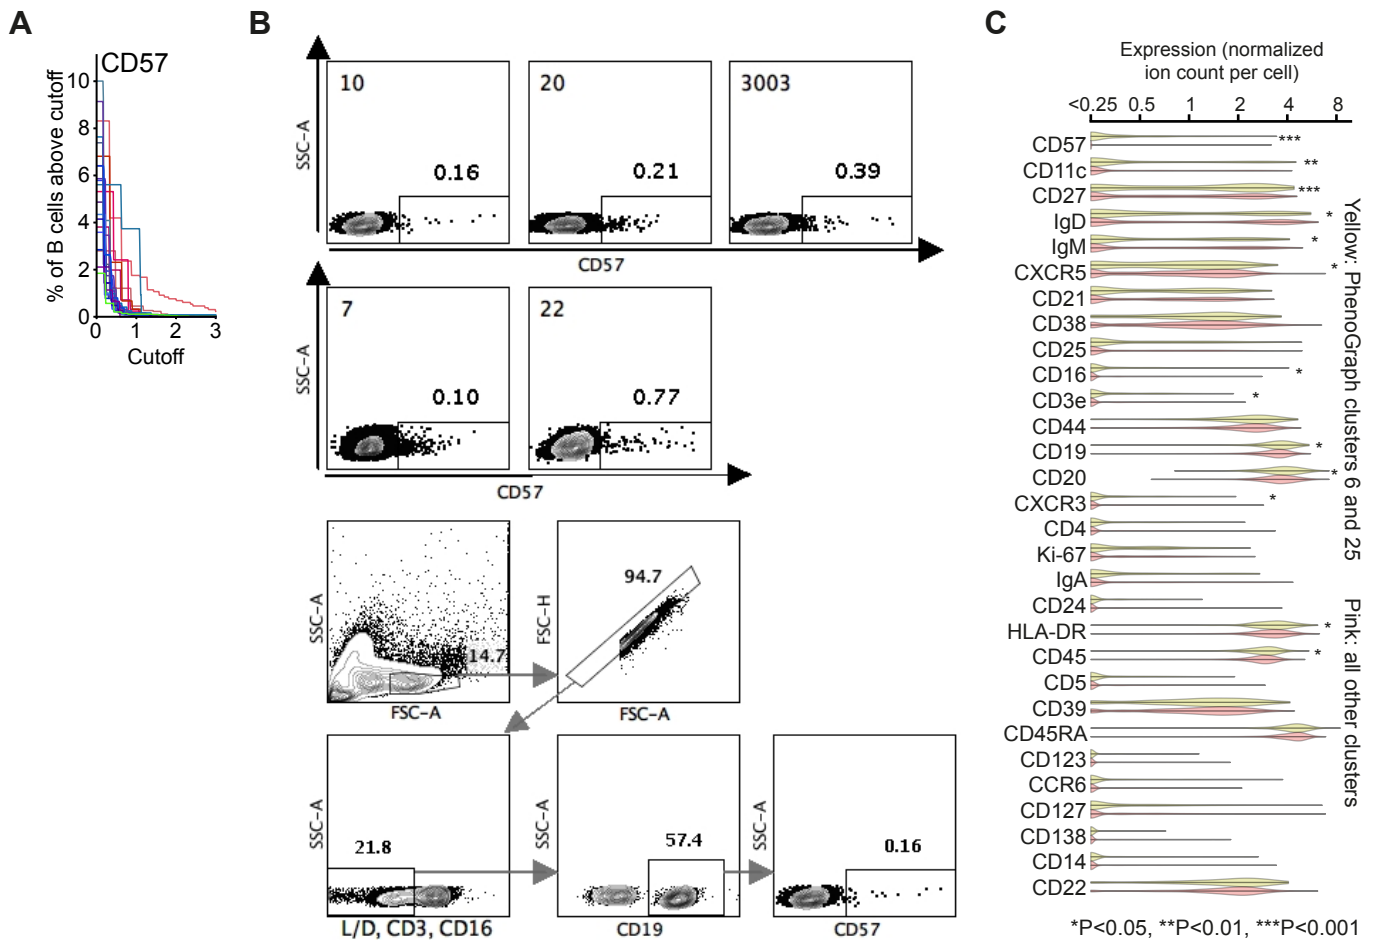 A
B
C
CD57
% of B cells above cutoff
10
8
6
4
2
0
0
1
2
3
Cutoff
SSC-A
10
0.16
20
0.21
3003
0.39
CD57
SSC-A
7
0.10
22
0.77
CD57
SSC-A
14.7
FSC-A
FSC-H
94.7
FSC-A
SSC-A
21.8
L/D, CD3, CD16
SSC-A
57.4
CD19
SSC-A
0.16
CD57
Expression (normalized
ion count per cell)
<0.25 0.5 1 2 4 8
CD57 ***
CD11c **
CD27 ***
IgD *
IgM *
CXCR5 *
CD21
CD38
CD25
CD16 *
CD3e *
CD44
CD19 *
CD20 *
CXCR3 *
CD4
Ki-67
IgA
CD24
HLA-DR *
CD45 *
CD5
CD39
CD45RA
CD123
CCR6
CD127
CD138
CD14
CD22
Yellow: PhenoGraph clusters 6 and 25 Pink: all other clusters
*P<0.05, **P<0.01, ***P<0.001